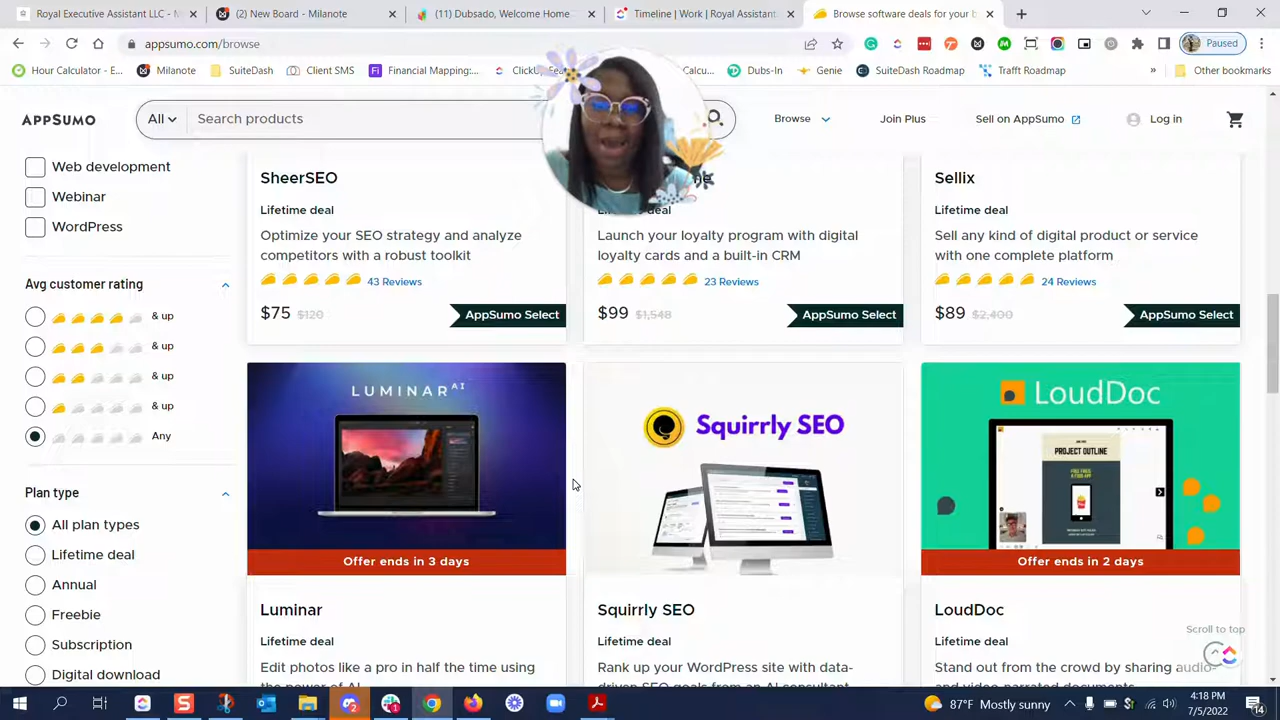 Royal Executive Assistant LLC - M
(2) New Board - Milanote
(11) Dubsado, Welcome Home
Timeline | Work | Royal Assistant
Browse software deals for your b
appsumo.com/browse
Paused
Hour Calculator - E...
Milanote
SuiteDash
Client SMS
Financial Mapping:...
Calcu...
Dubs-In
Genie
SuiteDash Roadmap
Trafft Roadmap
»
Other bookmarks
APPSUMO
All
Search products
Browse
Join Plus
Sell on AppSumo
Log in
Web development
Webinar
WordPress
Avg customer rating
& up
& up
& up
& up
Any
Plan type
All plan types
Lifetime deal
Annual
Freebie
Subscription
Digital download
SheerSEO
Lifetime deal
Optimize your SEO strategy and analyze
competitors with a robust toolkit
43 Reviews
$75 $120
AppSumo Select
Lifetime deal
Launch your loyalty program with digital
loyalty cards and a built-in CRM
23 Reviews
$99 $1,548
AppSumo Select
Sellix
Lifetime deal
Sell any kind of digital product or service
with one complete platform
24 Reviews
$89 $2,400
AppSumo Select
LUMINAR AI
Offer ends in 3 days
Luminar
Lifetime deal
Edit photos like a pro in half the time using
Squirrly SEO
Squirrly SEO
Lifetime deal
Rank up your WordPress site with data-
driven SEO goals from an AI consultant
LoudDoc
PROJECT OUTLINE
Offer ends in 2 days
LoudDoc
Lifetime deal
Stand out from the crowd by sharing audio-
and video-narrated documents
Scroll to top
87°F Mostly sunny
4:18 PM
7/5/2022
4